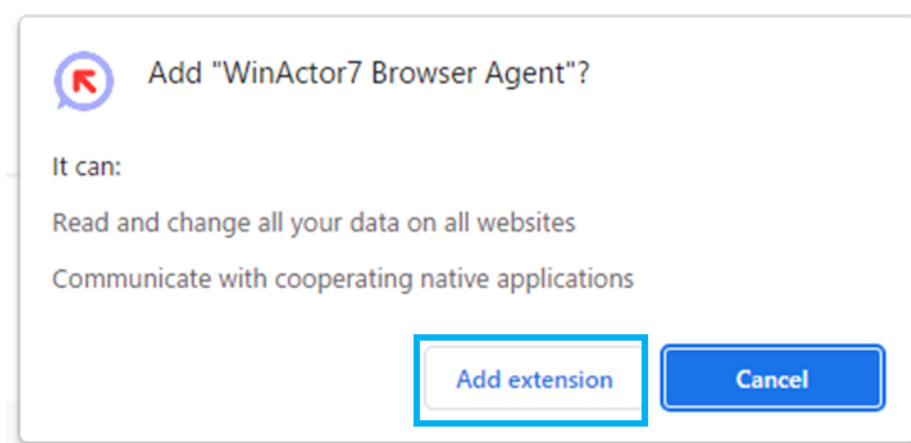 Add "WinActor7 Browser Agent"?
It can:
Read and change all your data on all websites
Communicate with cooperating native applications
Add extension
Cancel